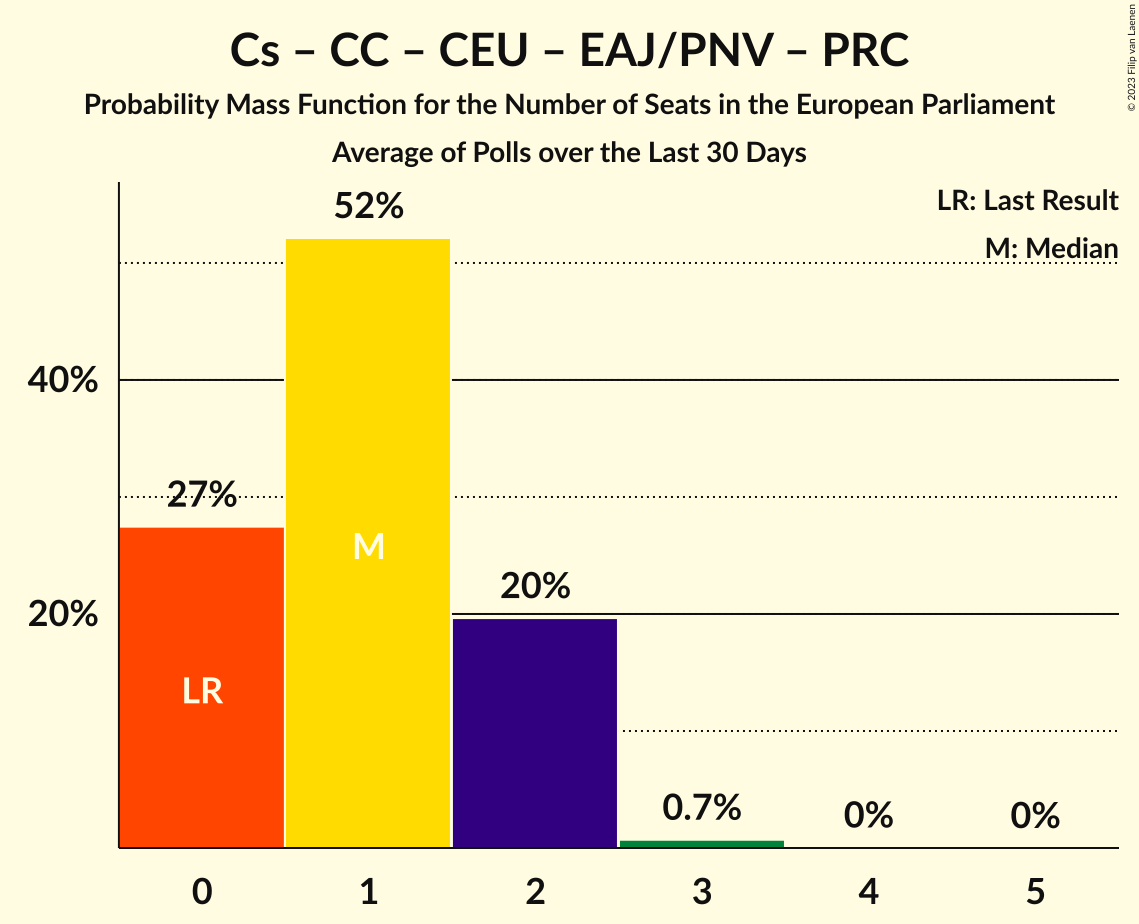 Cs – CC – CEU – EAJ/PNV – PRC
Probability Mass Function for the Number of Seats in the European Parliament
Average of Polls over the Last 30 Days
© 2023 Filip van Laenen
LR: Last Result
M: Median
52%
40%
27%
M
20%
20%
LR
0.7%
0%
0%
0 1 2 3 4 5